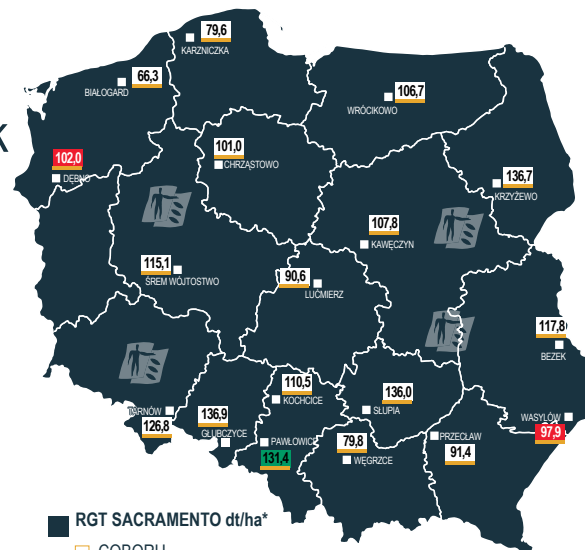 79,6
KARZNICZKA
66,3
BIAŁOGARD
106,7
WRÓCIKOWO
K
102,0
DĘBNO
101,0
CHRZĄSTOWO
136,7
KRZYŻEWO
107,8
KAWĘCZYN
115,1
ŚREM WÓJTOSTWO
90,6
LUĆMIERZ
117,8
BEZEK
110,5
KOCHCICE
136,0
SŁUPIA
TARNÓW
126,8
136,9
GŁUBCZYCE
PAWŁOWICE
131,4
79,8
WĘGRZCE
PRZECŁAW
91,4
WASYLÓW
97,9
RGT SACRAMENTO dt/ha*
COBORU